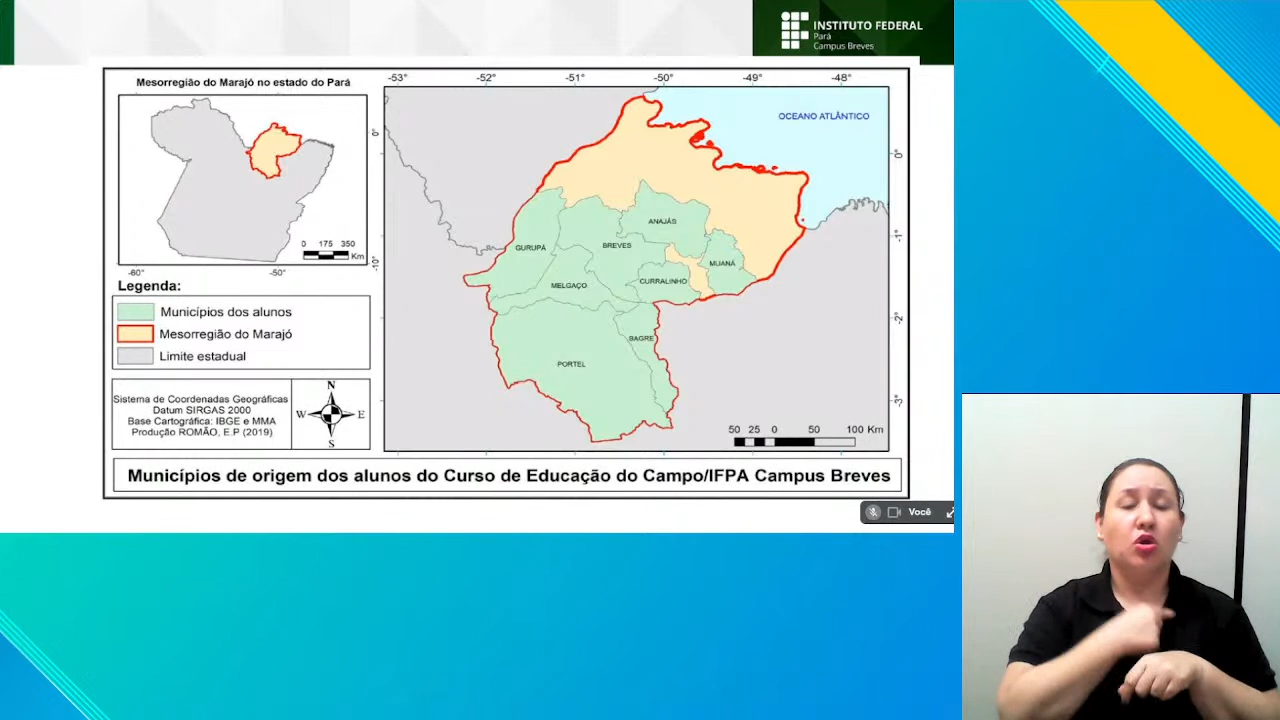 INSTITUTO FEDERAL
Pará
Campus Breves
Mesorregião do Marajó no estado do Pará
0°
-10°
0 175 350
Km
-60° -50°
Legenda:
Municípios dos alunos
Mesorregião do Marajó
Limite estadual
Sistema de Coordenadas Geográficas
Datum SIRGAS 2000
Base Cartográfica: IBGE e MMA
Produção ROMÃO, E.P (2019)
N
W E
S
-53° -52° -51° -50° -49° -48°
OCEANO ATLÂNTICO
0°
-1°
-2°
-3°
ANAJÁS
GURUPÁ
BREVES
MUANÁ
MELGAÇO
CURRALINHO
BAGRE
PORTEL
50 25 0 50 100 Km
Municípios de origem dos alunos do Curso de Educação do Campo/IFPA Campus Breves
Você